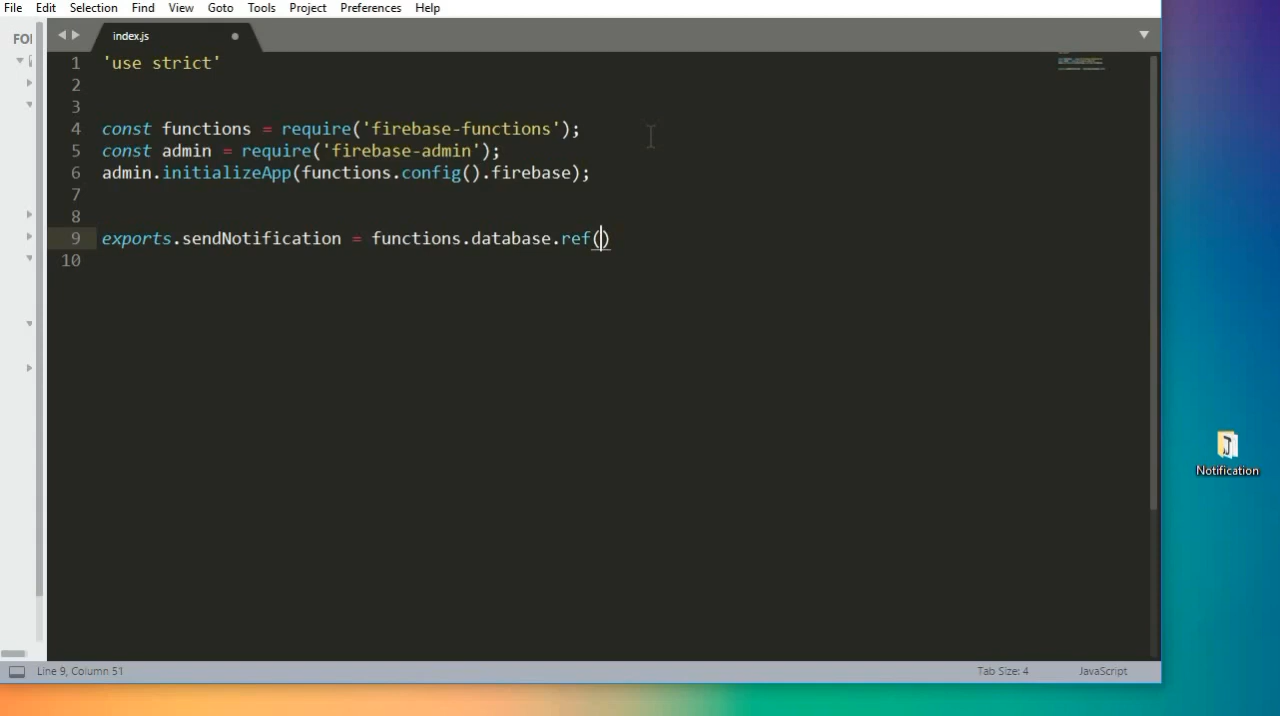 File Edit Selection View Goto Tools Project Preferences Help
index.js
1 'use strict'
2
3
4 const functions = require('firebase-functions');
5 const admin = require('firebase-admin');
6 admin.initializeApp(functions.config().firebase);
7
8
9 exports.sendNotification = functions.database.ref()
10
Notification
Line 9, Column 51 Tab Size: 4 JavaScript